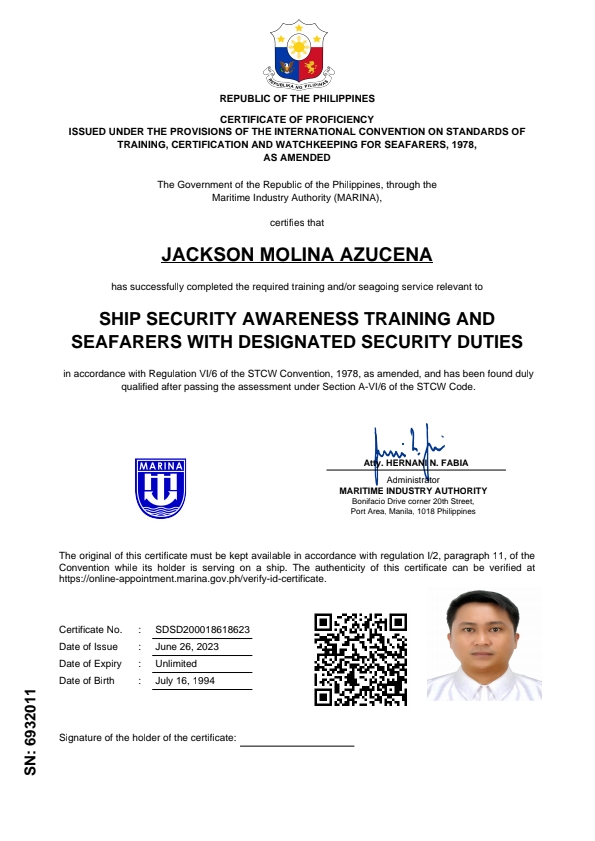 REPUBLIKA NG PILIPINAS
REPUBLIC OF THE PHILIPPINES
CERTIFICATE OF PROFICIENCY
ISSUED UNDER THE PROVISIONS OF THE INTERNATIONAL CONVENTION ON STANDARDS OF
TRAINING, CERTIFICATION AND WATCHKEEPING FOR SEAFARERS, 1978,
AS AMENDED
The Government of the Republic of the Philippines, through the
Maritime Industry Authority (MARINA),
certifies that
JACKSON MOLINA AZUCENA
has successfully completed the required training and/or seagoing service relevant to
SHIP SECURITY AWARENESS TRAINING AND
SEAFARERS WITH DESIGNATED SECURITY DUTIES
in accordance with Regulation VI/6 of the STCW Convention, 1978, as amended, and has been found duly
qualified after passing the assessment under Section A-VI/6 of the STCW Code.
MARINA
Atty. HERNANI N. FABIA
Administrator
MARITIME INDUSTRY AUTHORITY
Bonifacio Drive corner 20th Street,
Port Area, Manila, 1018 Philippines
The original of this certificate must be kept available in accordance with regulation I/2, paragraph 11, of the
Convention while its holder is serving on a ship. The authenticity of this certificate can be verified at
https://online-appointment.marina.gov.ph/verify-id-certificate.
Certificate No. : SDSD200018618623
Date of Issue : June 26, 2023
Date of Expiry : Unlimited
Date of Birth : July 16, 1994
Signature of the holder of the certificate:
SN: 6932011